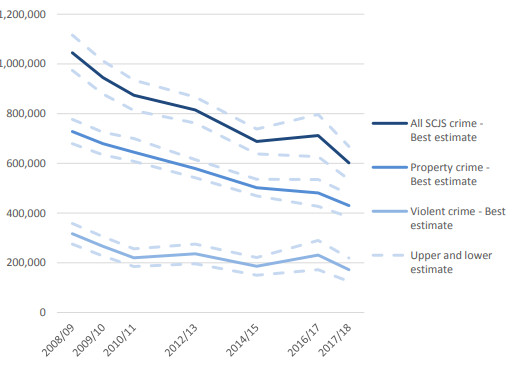 1,200,000
1,000,000
800,000
600,000
400,000
200,000
0
2008/09
2009/10
2010/11
2012/13
2014/15
2016/17
2017/18
All SCJS crime -
Best estimate
Property crime -
Best estimate
Violent crime - Best
estimate
Upper and lower
estimate